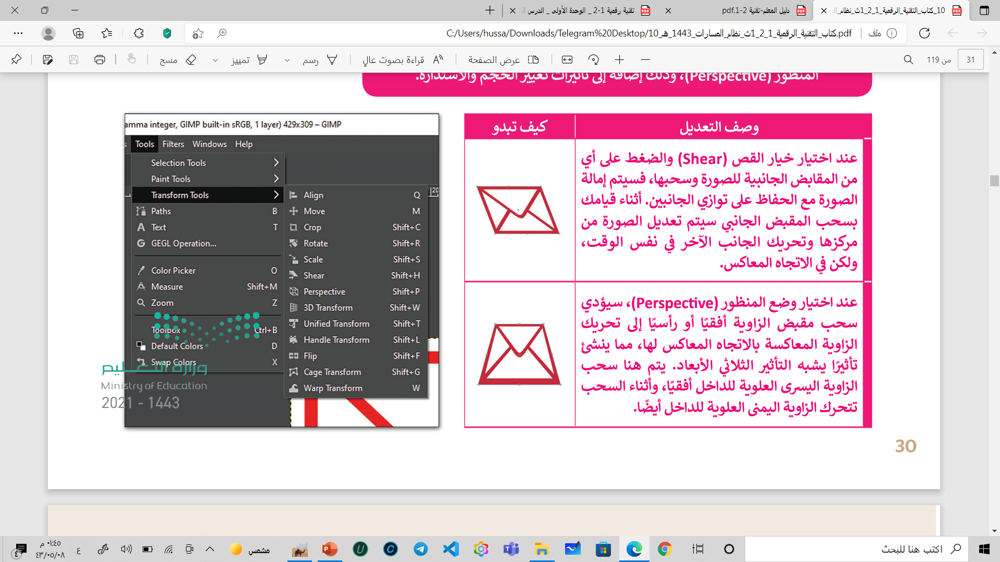 10_كتاب_التقنية_الرقمية_1_2_1ث_نظام_ال
دليل المعلم-تقنية 2-1.pdf
تقنية رقمية 1-2 _ الوحدة الأولى _ الدرس ال
ملف
C:/Users/hussa/Downloads/Telegram%20Desktop/10_كتاب_التقنية_الرقمية_1_2_1ث_نظام_المسارات_1443_هـ.pdf
31
من 119
عرض الصفحة
قراءة بصوت عالٍ
رسم
تمييز
مسح
المنظور (Perspective)، وذلك إضافة إلى تأثيرات تغيير الحجم والاستدارة.
وصف التعديل
كيف تبدو
عند اختيار خيار القص (Shear) والضغط على أي
من المقابض الجانبية للصورة وسحبها، فسيتم إمالة
الصورة مع الحفاظ على توازي الجانبين. أثناء قيامك
بسحب المقبض الجانبي سيتم تعديل الصورة من
مركزها وتحريك الجانب الآخر في نفس الوقت،
ولكن في الاتجاه المعاكس.
عند اختيار وضع المنظور (Perspective)، سيؤدي
سحب مقبض الزاوية أفقيًا أو رأسيًا إلى تحريك
الزاوية المعاكسة بالاتجاه المعاكس لها، مما ينشئ
تأثيرًا يشبه التأثير الثلاثي الأبعاد. يتم هنا سحب
الزاوية اليسرى العلوية للداخل أفقيًا، وأثناء السحب
تتحرك الزاوية اليمنى العلوية للداخل أيضًا.
amma integer, GIMP built-in sRGB, 1 layer) 429x309 – GIMP
Tools Filters Windows Help
Selection Tools
Paint Tools
Transform Tools
Paths B
Text T
GEGL Operation...
Color Picker O
Measure Shift+M
Zoom Z
Toolbox Ctrl+B
Default Colors D
Swap Colors X
20
Align Q
Move M
Crop Shift+C
Rotate Shift+R
Scale Shift+S
Shear Shift+H
Perspective Shift+P
3D Transform Shift+W
Unified Transform Shift+T
Handle Transform Shift+L
Flip Shift+F
Cage Transform Shift+G
Warp Transform W
وزارة التعليم
Ministry of Education
2021 - 1443
30
اكتب هنا للبحث
مشمس
ع
٠١:٤٥ م
٤٣/٠٥/٠٨
٤